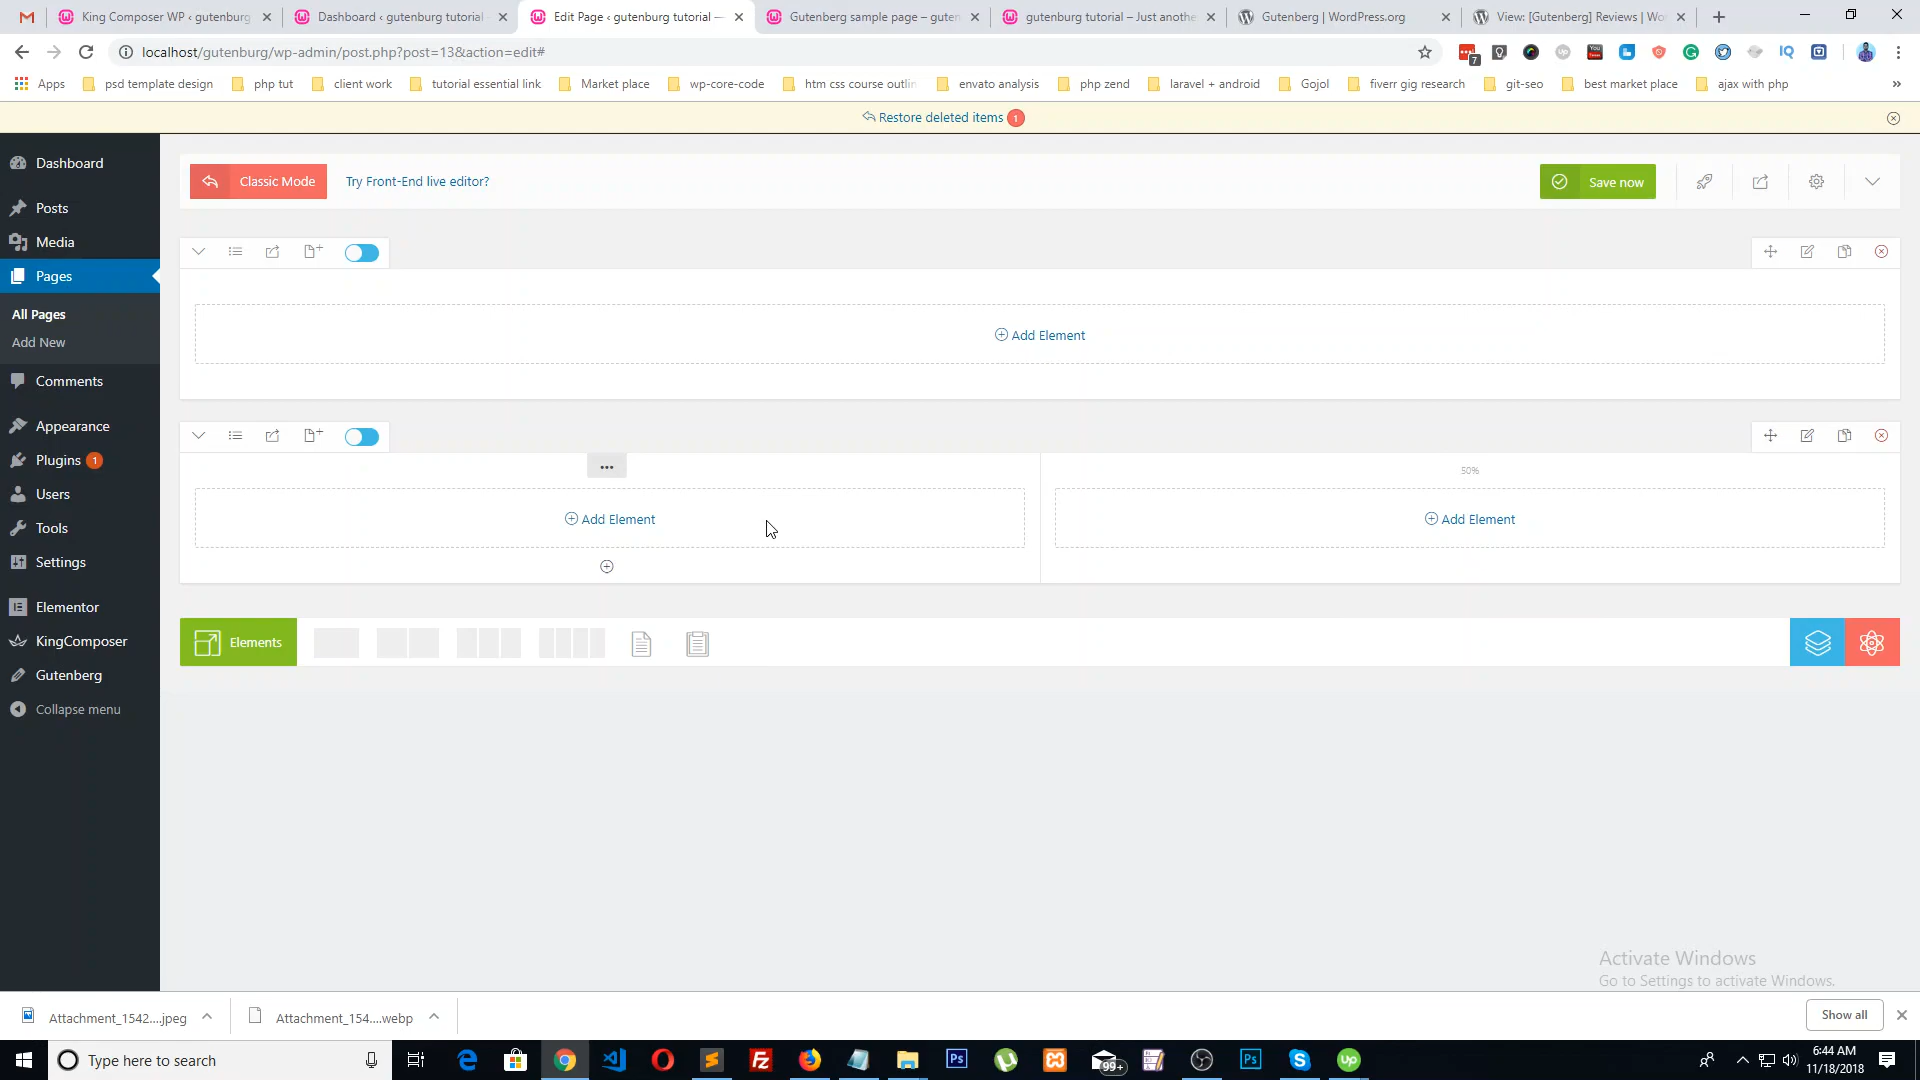 King Composer WP ‹ gutenburg
Dashboard ‹ gutenburg tutorial
Edit Page ‹ gutenburg tutorial —
Gutenberg sample page – guten
gutenburg tutorial – Just anothe
Gutenberg | WordPress.org
View: [Gutenberg] Reviews | Wo
localhost/gutenburg/wp-admin/post.php?post=13&action=edit#
7
Apps
psd template design
php tut
client work
tutorial essential link
Market place
wp-core-code
htm css course outlin
envato analysis
php zend
laravel + android
Gojol
fiverr gig research
git-seo
best market place
ajax with php
»
Restore deleted items 1
Dashboard
Posts
Media
Pages
All Pages
Add New
Comments
Appearance
Plugins 1
Users
Tools
Settings
Elementor
KingComposer
Gutenberg
Collapse menu
Classic Mode
Try Front-End live editor?
Save now
Add Element
50%
Add Element
Add Element
Elements
Activate Windows
Go to Settings to activate Windows.
Attachment_1542....jpeg
Attachment_154....webp
Show all
Type here to search
99+
6:44 AM
11/18/2018